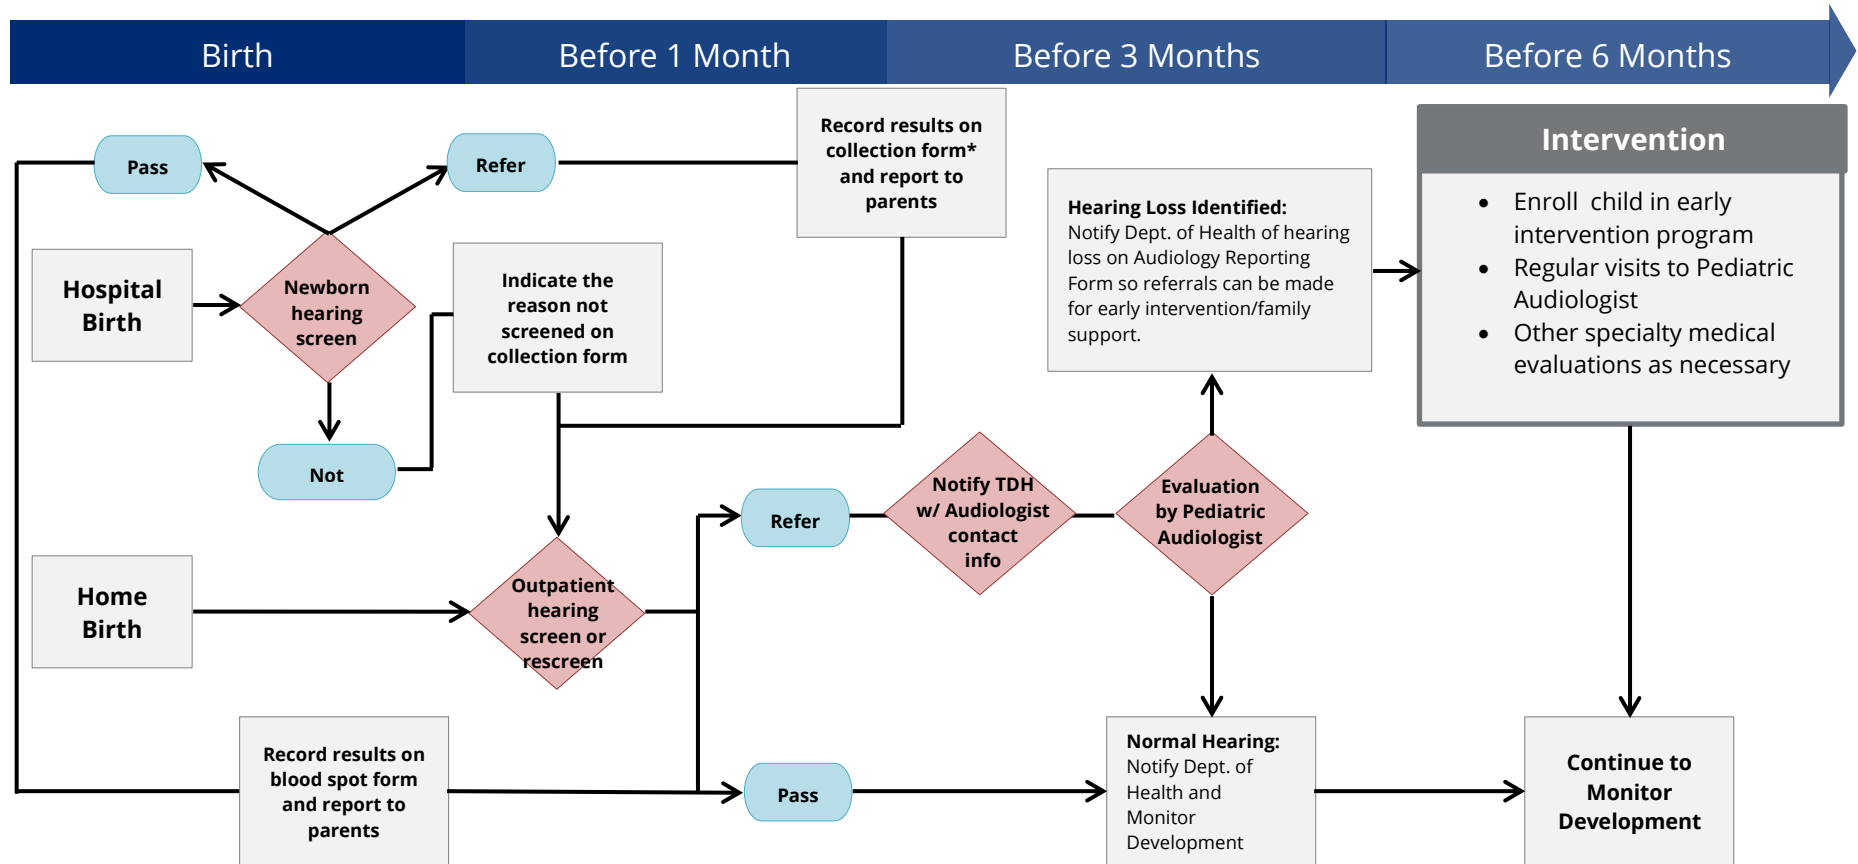 Birth
Before 1 Month
Before 3 Months
Before 6 Months
Pass
Refer
Record results on
collection form*
and report to
parents
Intervention
• Enroll  child in early
intervention program
• Regular visits to Pediatric
Audiologist
• Other specialty medical
evaluations as necessary
Hearing Loss Identified:
Notify Dept. of Health of hearing
loss on Audiology Reporting
Form so referrals can be made
for early intervention/family
support.
Hospital
Birth
Newborn
hearing
screen
Indicate the
reason not
screened on
collection form
Not
Refer
Notify TDH
w/ Audiologist
contact
info
Evaluation
by Pediatric
Audiologist
Home
Birth
Outpatient
hearing
screen or
rescreen
Record results on
blood spot form
and report to
parents
Pass
Normal Hearing:
Notify Dept. of
Health and
Monitor
Development
Continue to
Monitor
Development